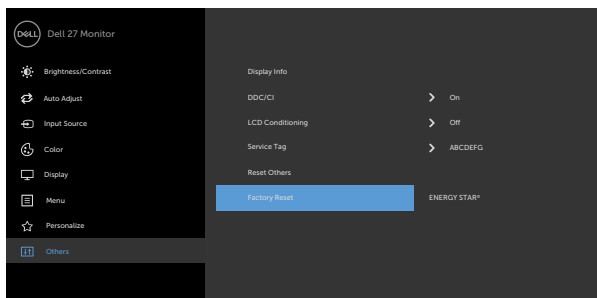 DELL Dell 27 Monitor
Brightness/Contrast
Auto Adjust
Input Source
Color
Display
Menu
Personalize
Others
Display Info
DDC/CI On
LCD Conditioning Off
Service Tag ABCDEFG
Reset Others
Factory Reset ENERGY STAR®